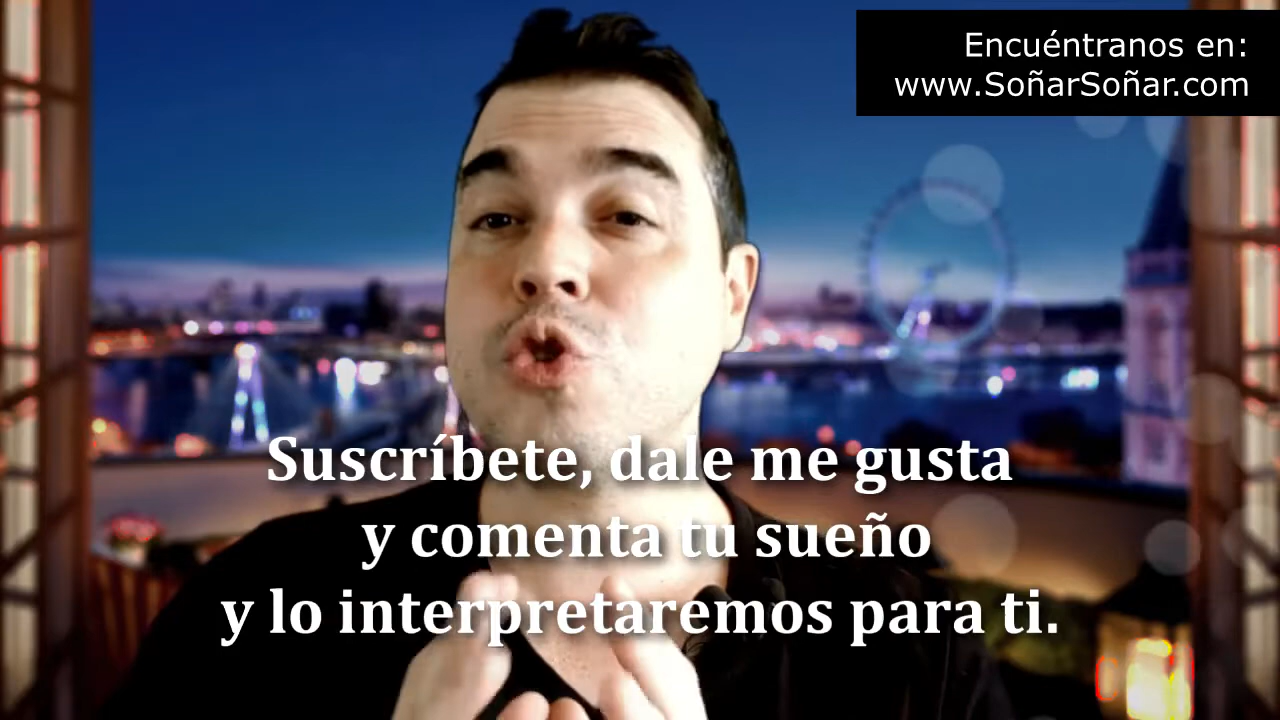 Encuéntranos en:
www.SoñarSoñar.com
Suscríbete, dale me gusta
y comenta tu sueño
y lo interpretaremos para ti.